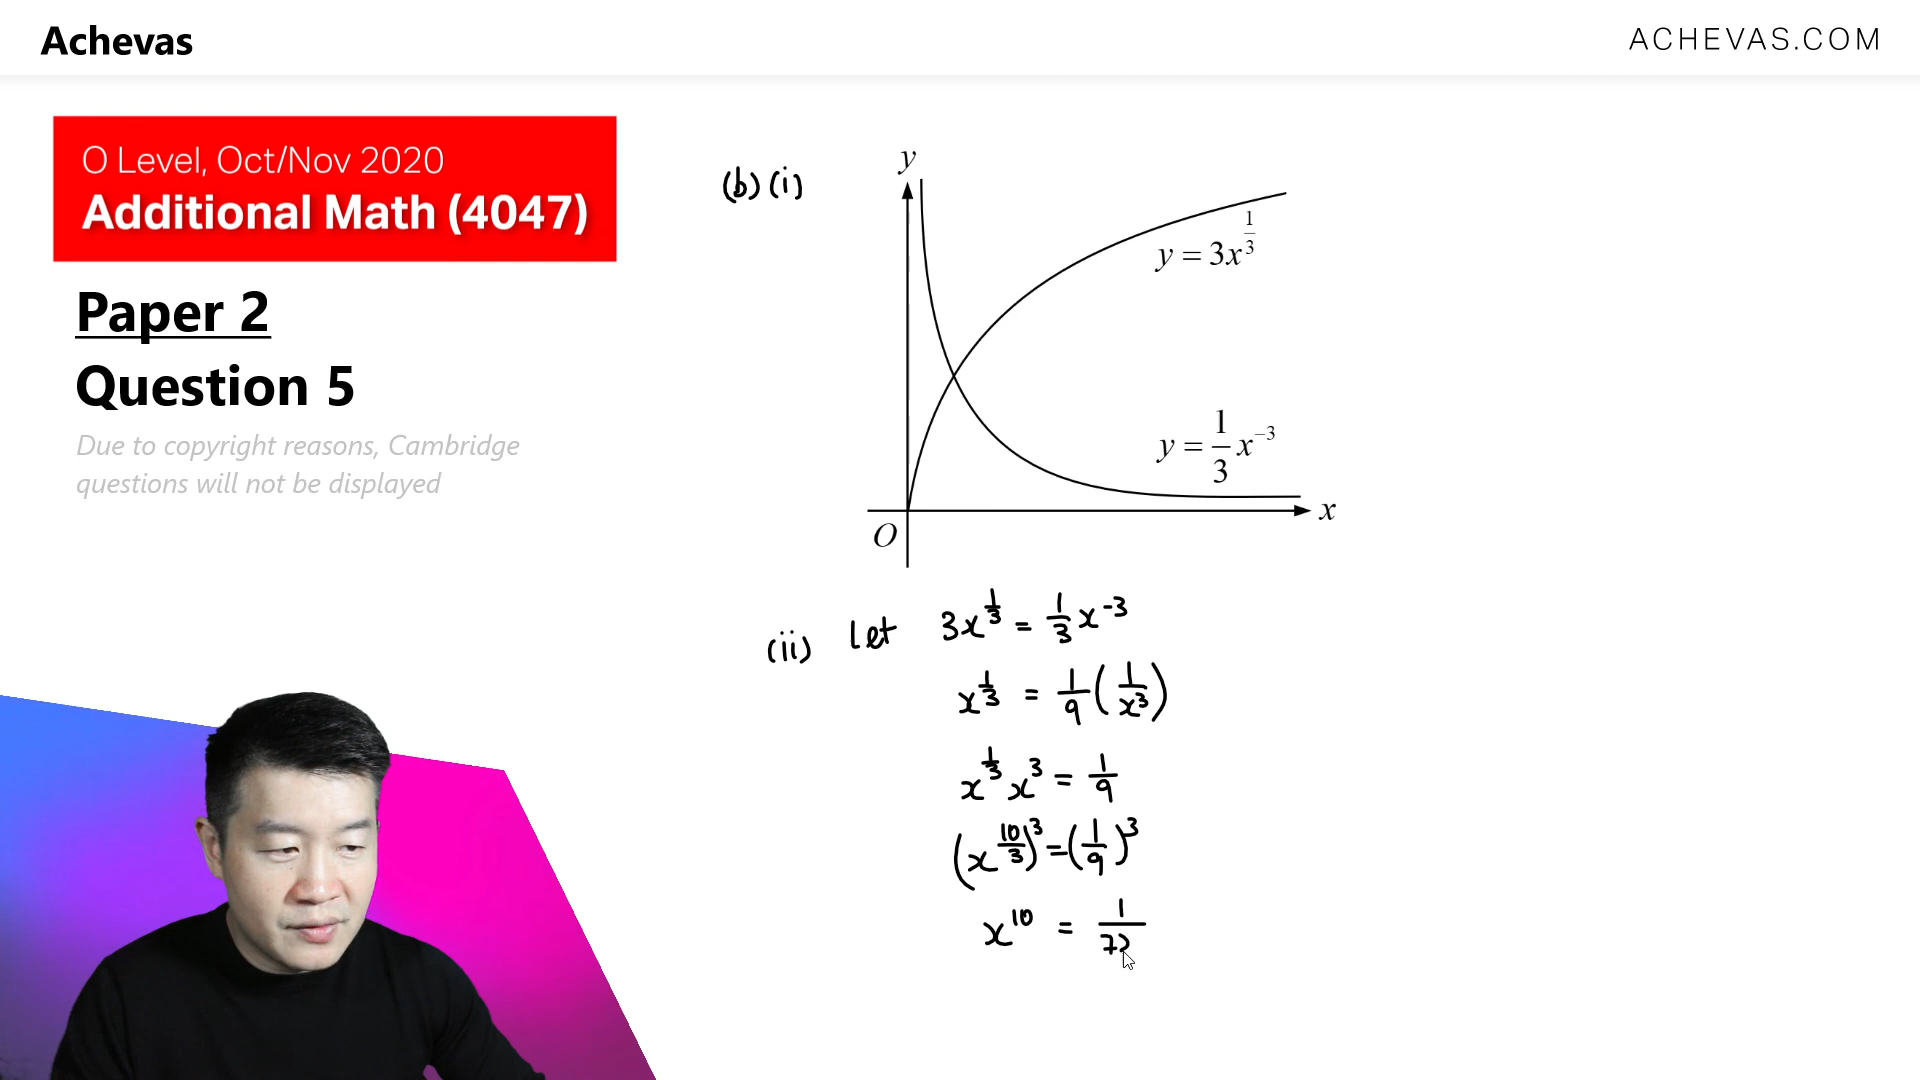 Achevas
ACHEVAS.COM
O Level, Oct/Nov 2020
Additional Math (4047)
Paper 2
Question 5
Due to copyright reasons, Cambridge
questions will not be displayed
(b) (i)
y
y = 3x^{1/3}
y = 1/3 x^{-3}
x
O
(ii) Let 3x^{1/3} = 1/3 x^{-3}
x^{1/3} = 1/9 (1/x^3)
x^{1/3} x^3 = 1/9
(x^{10/3})^3 = (1/9)^3
x^{10} = 1/72